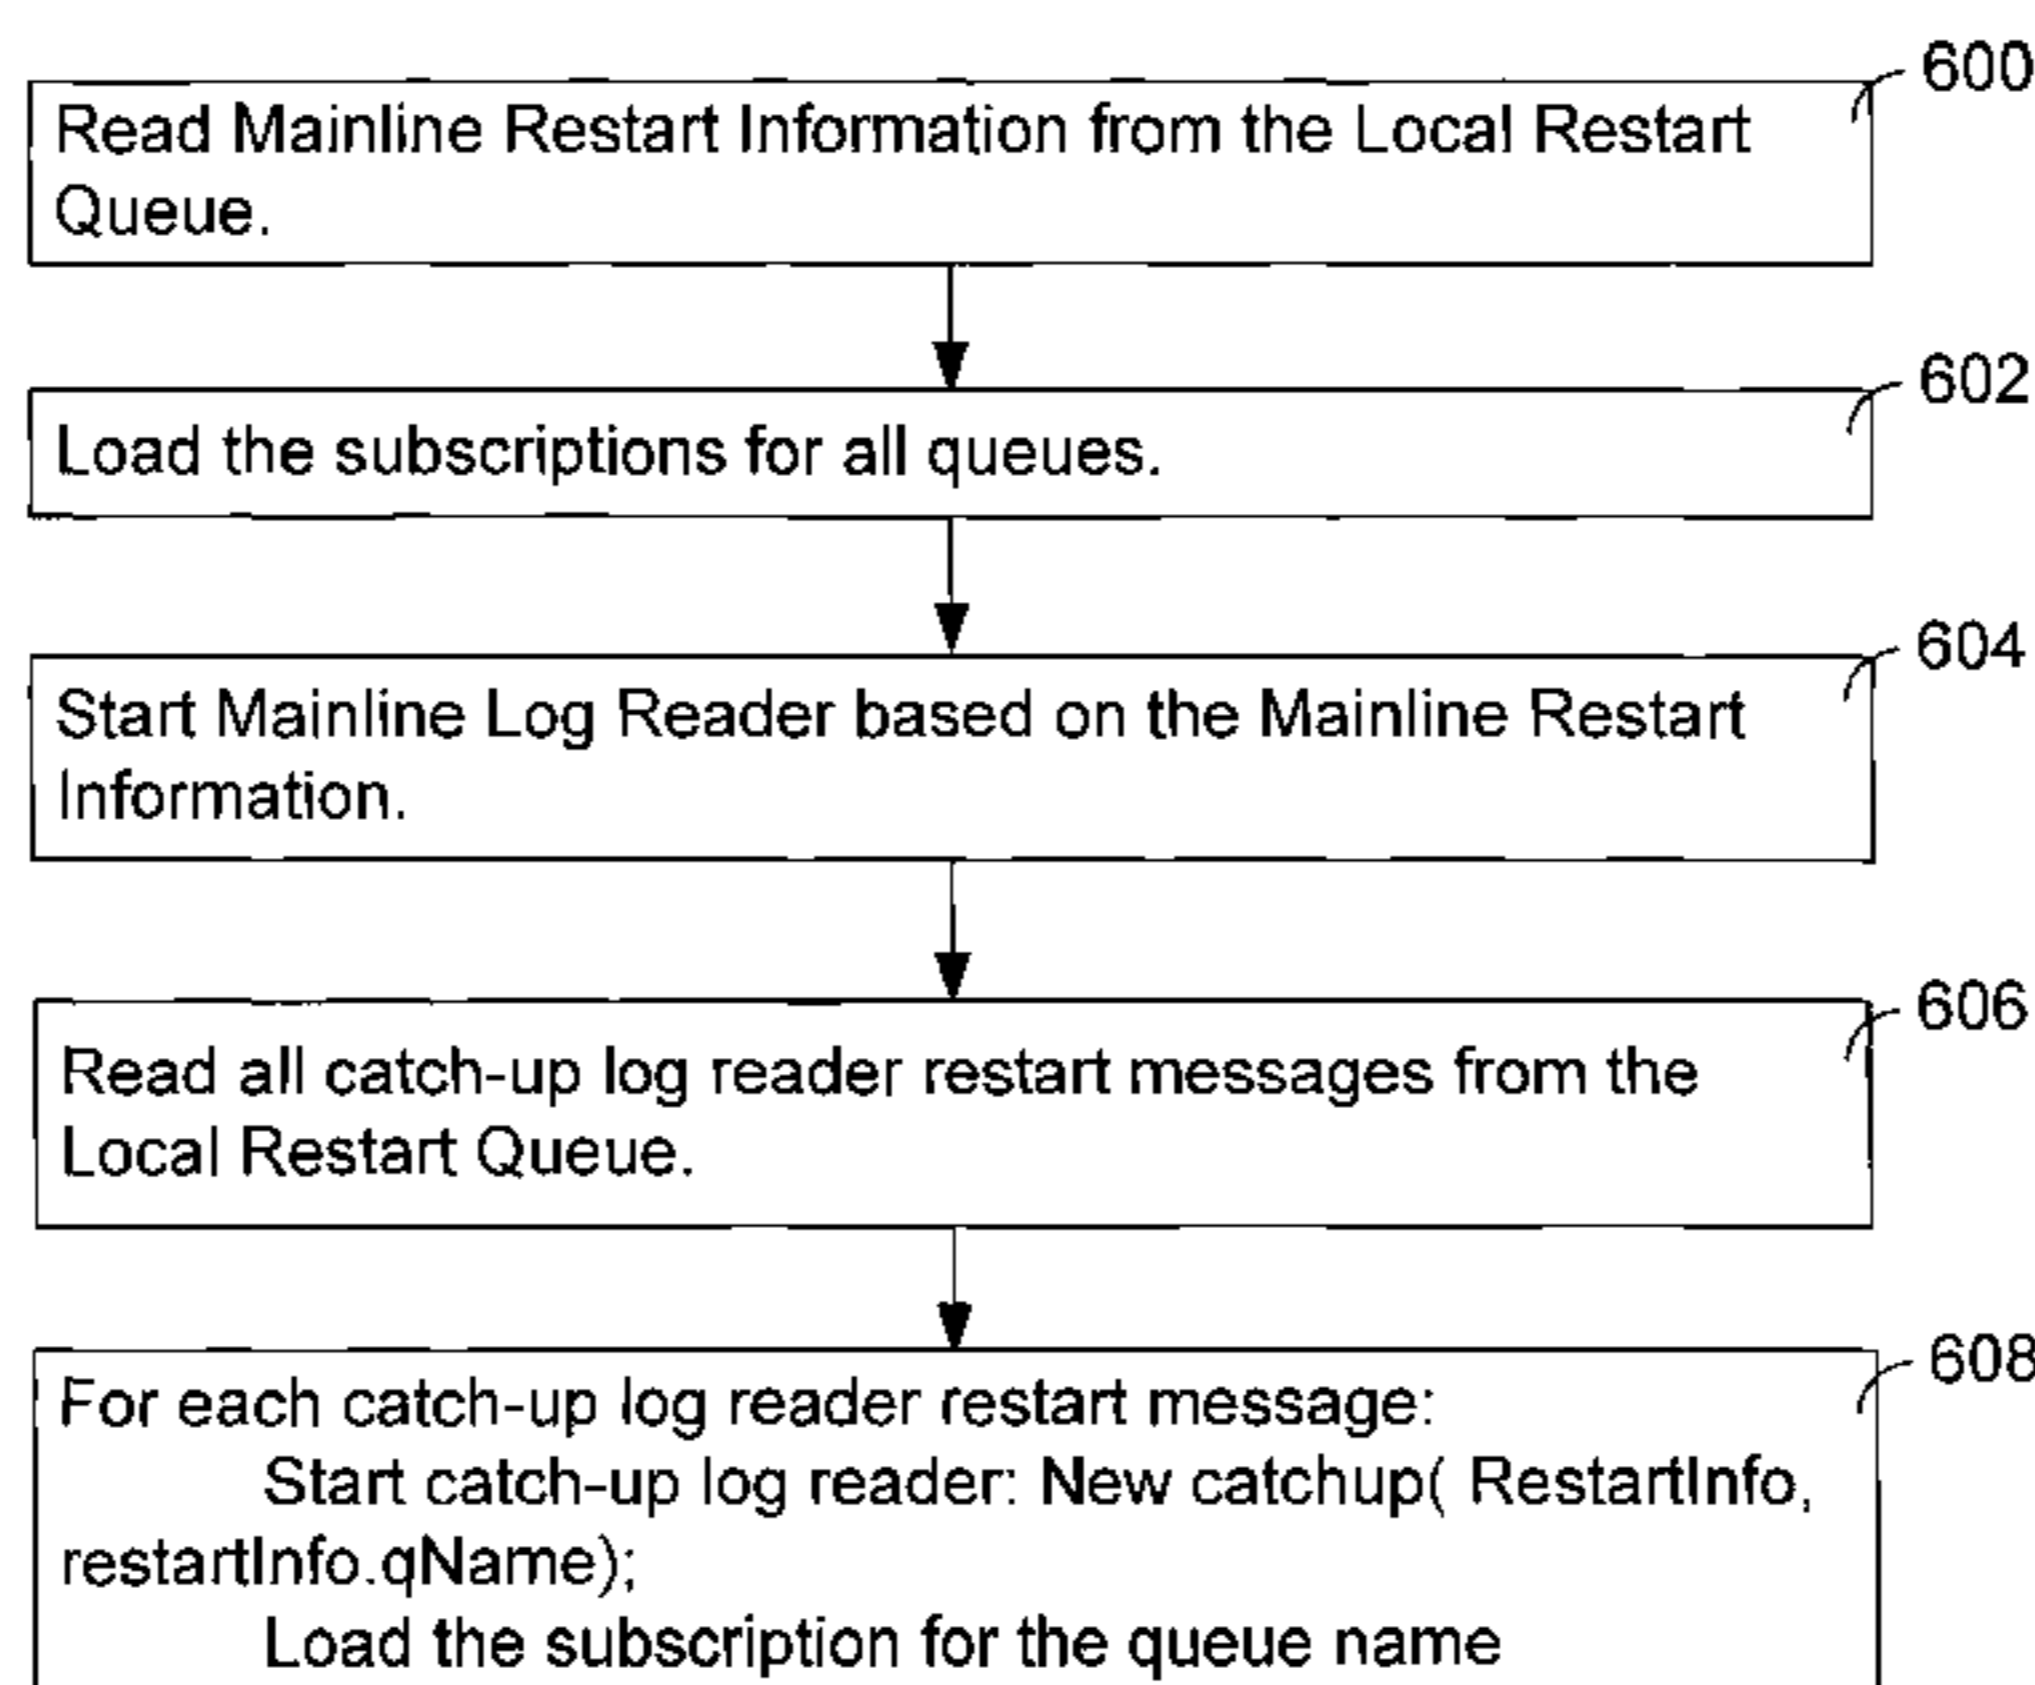 600
Read Mainline Restart Information from the Local Restart
Queue.
602
Load the subscriptions for all queues.
604
Start Mainline Log Reader based on the Mainline Restart
Information.
606
Read all catch-up log reader restart messages from the
Local Restart Queue.
608
For each catch-up log reader restart message:
Start catch-up log reader: New catchup( RestartInfo,
restartInfo.qName);
Load the subscription for the queue name